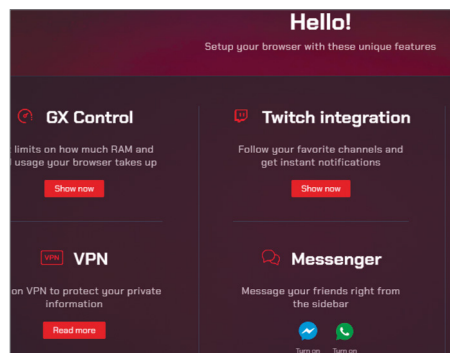 Hello!
Setup your browser with these unique features
GX Control
limits on how much RAM and
usage your browser takes up
Show now
Twitch integration
Follow your favorite channels and
get instant notifications
Show now
VPN VPN
on VPN to protect your private
information
Read more
Messenger
Message your friends right from
the sidebar
Turn on Turn on